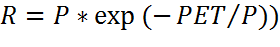 R = P * exp (−PET/P))